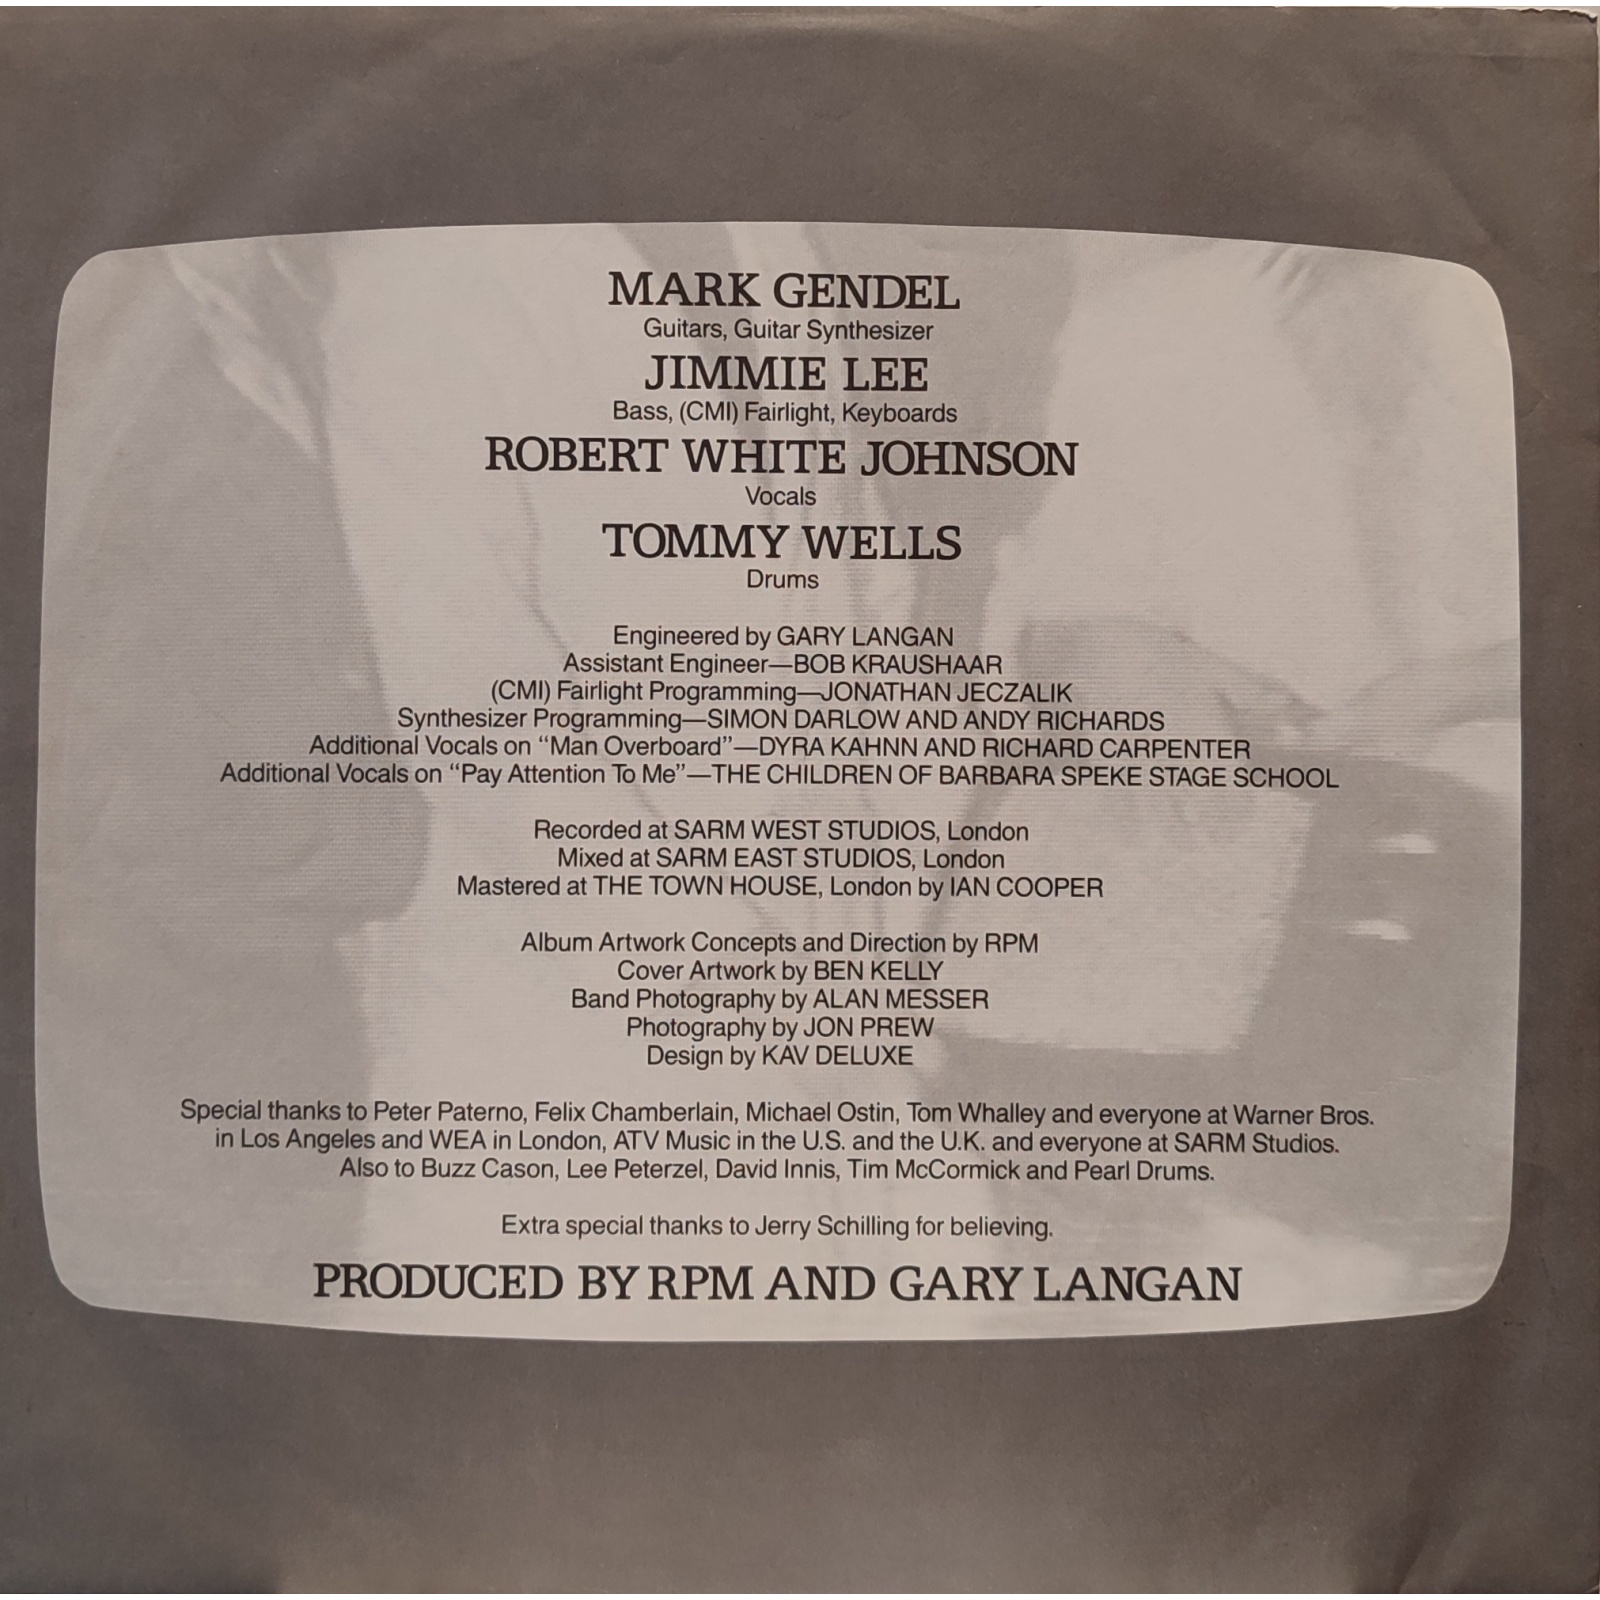 MARK GENDEL
Guitars, Guitar Synthesizer
JIMMIE LEE
Bass, (CMI) Fairlight, Keyboards
ROBERT WHITE JOHNSON
Vocals
TOMMY WELLS
Drums
Engineered by GARY LANGAN
Assistant Engineer—BOB KRAUSHAAR
(CMI) Fairlight Programming—JONATHAN JECZALIK
Synthesizer Programming—SIMON DARLOW AND ANDY RICHARDS
Additional Vocals on “Man Overboard”—DYRA KAHNN AND RICHARD CARPENTER
Additional Vocals on “Pay Attention To Me”—THE CHILDREN OF BARBARA SPEKE STAGE SCHOOL
Recorded at SARM WEST STUDIOS, London
Mixed at SARM EAST STUDIOS, London
Mastered at THE TOWN HOUSE, London by IAN COOPER
Album Artwork Concepts and Direction by RPM
Cover Artwork by BEN KELLY
Band Photography by ALAN MESSER
Photography by JON PREW
Design by KAV DELUXE
Special thanks to Peter Paterno, Felix Chamberlain, Michael Ostin, Tom Whalley and everyone at Warner Bros.
in Los Angeles and WEA in London, ATV Music in the U.S. and the U.K. and everyone at SARM Studios.
Also to Buzz Cason, Lee Peterzel, David Innis, Tim McCormick and Pearl Drums.
Extra special thanks to Jerry Schilling for believing.
PRODUCED BY RPM AND GARY LANGAN